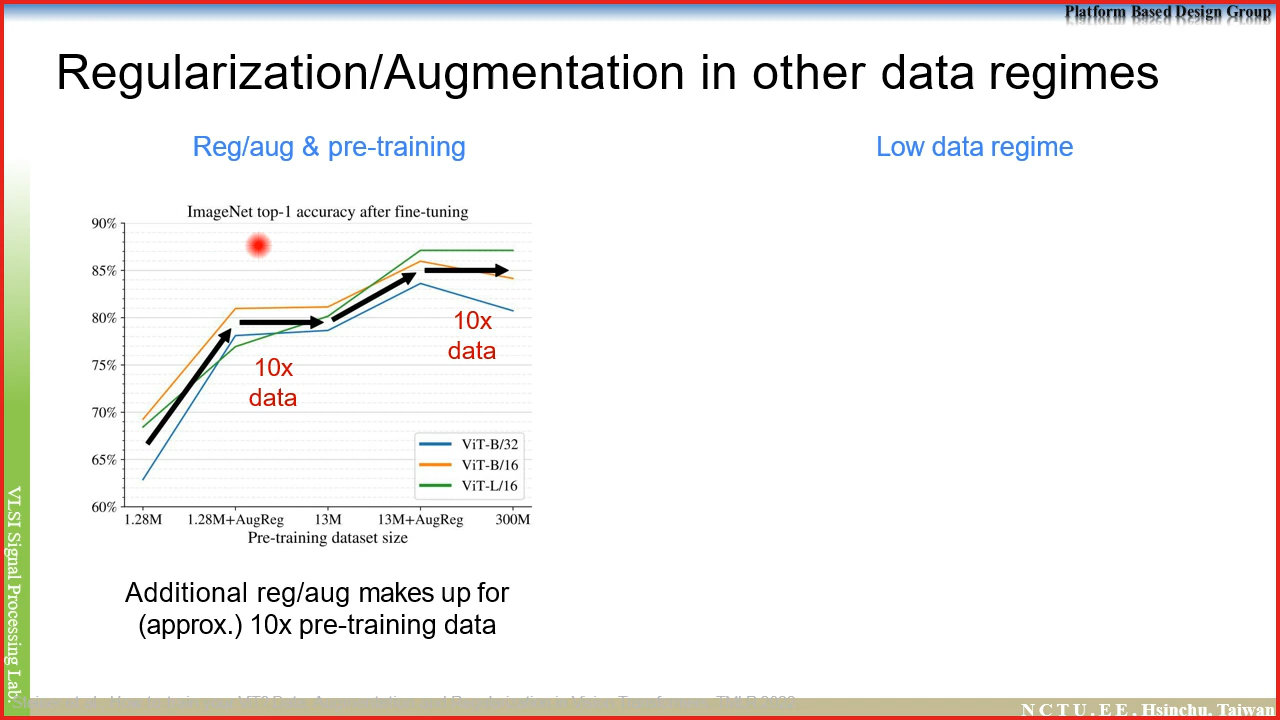 Platform Based Design Group
Regularization/Augmentation in other data regimes
Reg/aug & pre-training
Low data regime
ImageNet top-1 accuracy after fine-tuning
90%
85%
80%
75%
70%
65%
60%
10x
data
10x
data
ViT-B/32
ViT-B/16
ViT-L/16
1.28M
1.28M+AugReg
13M
13M+AugReg
300M
Pre-training dataset size
Additional reg/aug makes up for
(approx.) 10x pre-training data
VLSI Signal Processing Lab.
N C T U . E E , Hsinchu, Taiwan